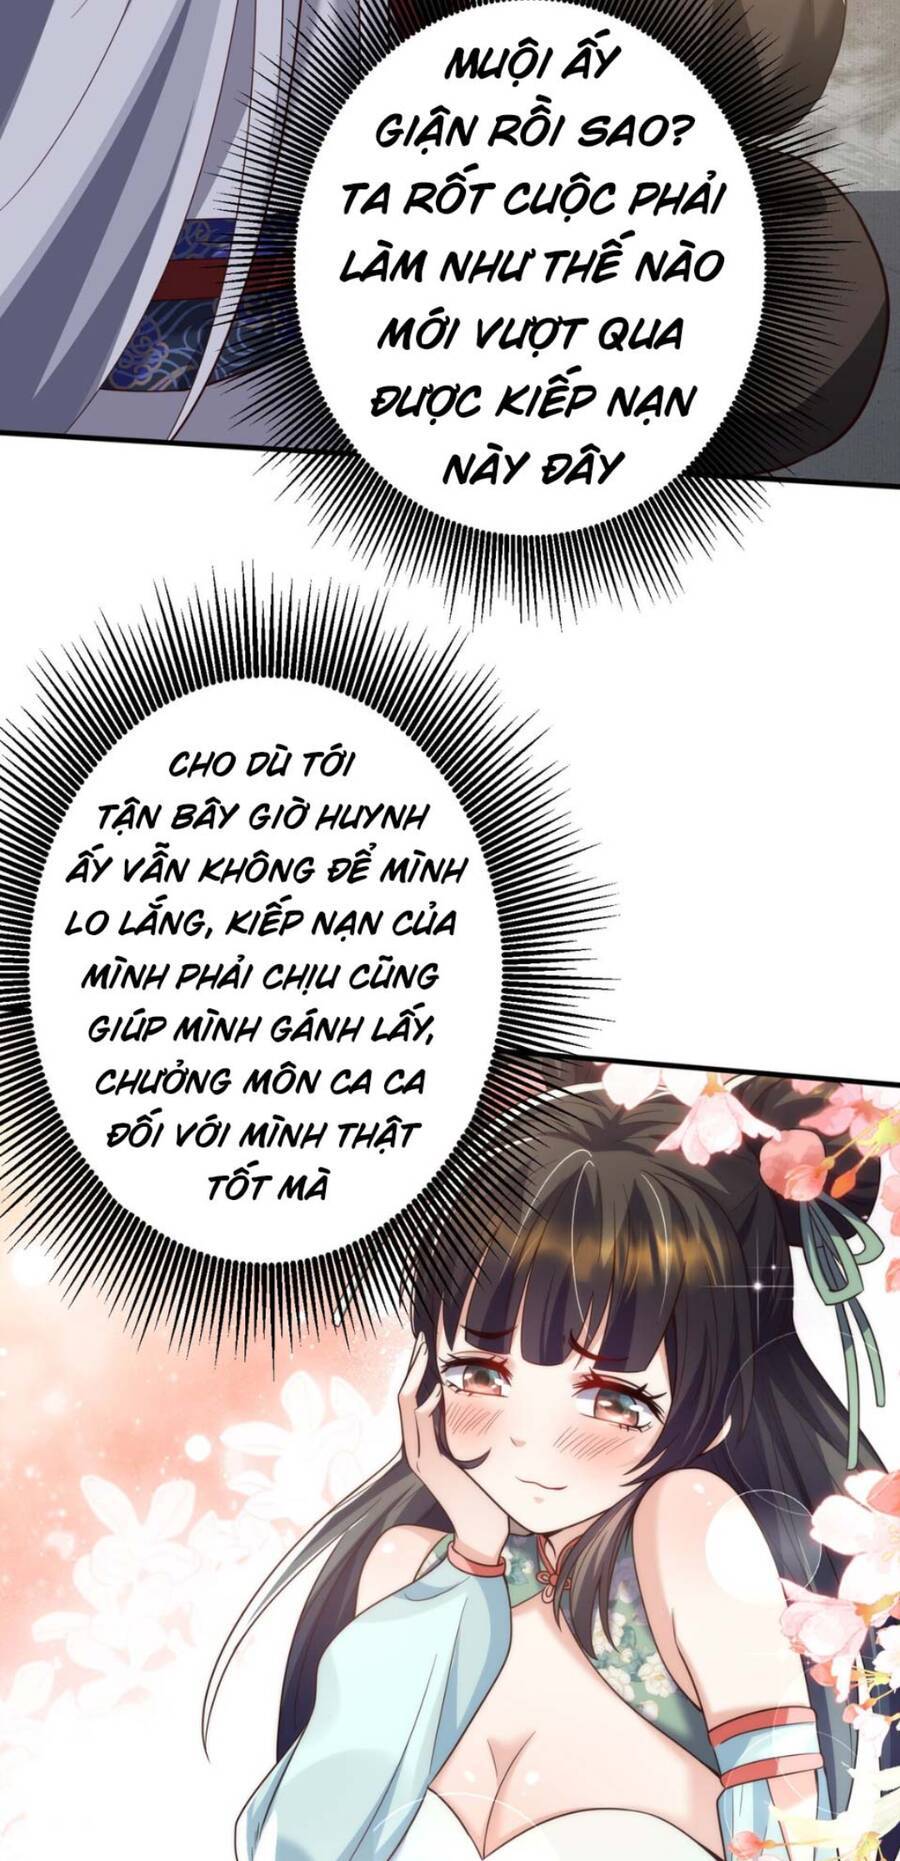 MUỘI ẤY
GIẬN RỒI SAO?
TA RỐT CUỘC PHẢI
LÀM NHƯ THẾ NÀO
MỚI VƯỢT QUA
ĐƯỢC KIẾP NẠN
NÀY ĐÂY
CHO DÙ TỚI
TẬN BÂY GIỜ HUYNH
ẤY VẪN KHÔNG ĐỂ MÌNH
LO LẮNG, KIẾP NẠN CỦA
MÌNH PHẢI CHỊU CŨNG
GIÚP MÌNH GÁNH LẤY,
CHƯỞNG MÔN CA CA
ĐỐI VỚI MÌNH THẬT
TỐT MÀ